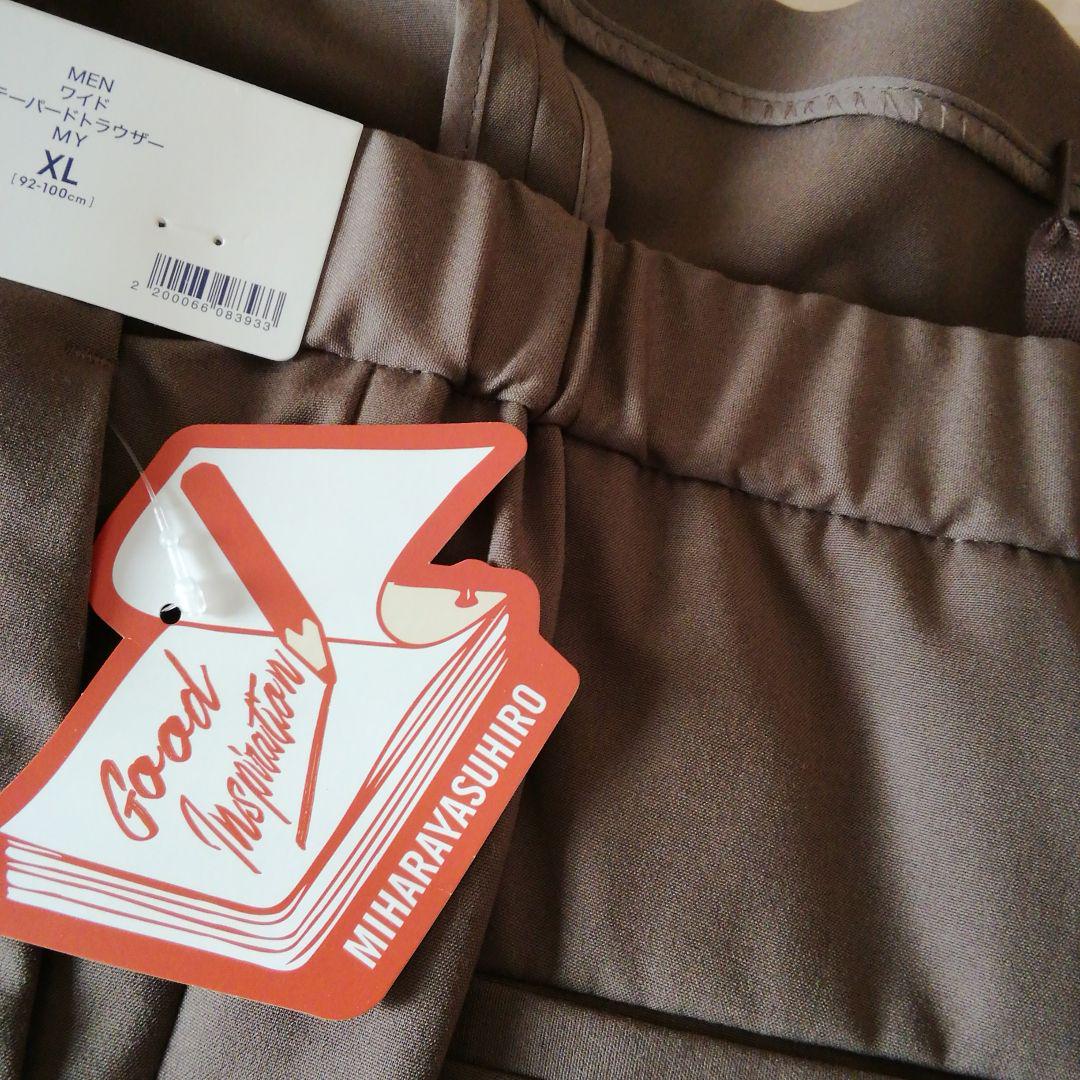 MEN
ワイド
テーパードトラウザー
MY
XL
[92-100cm]
2 200066 083933
Good
Inspiration
MIHARAYASUHIRO